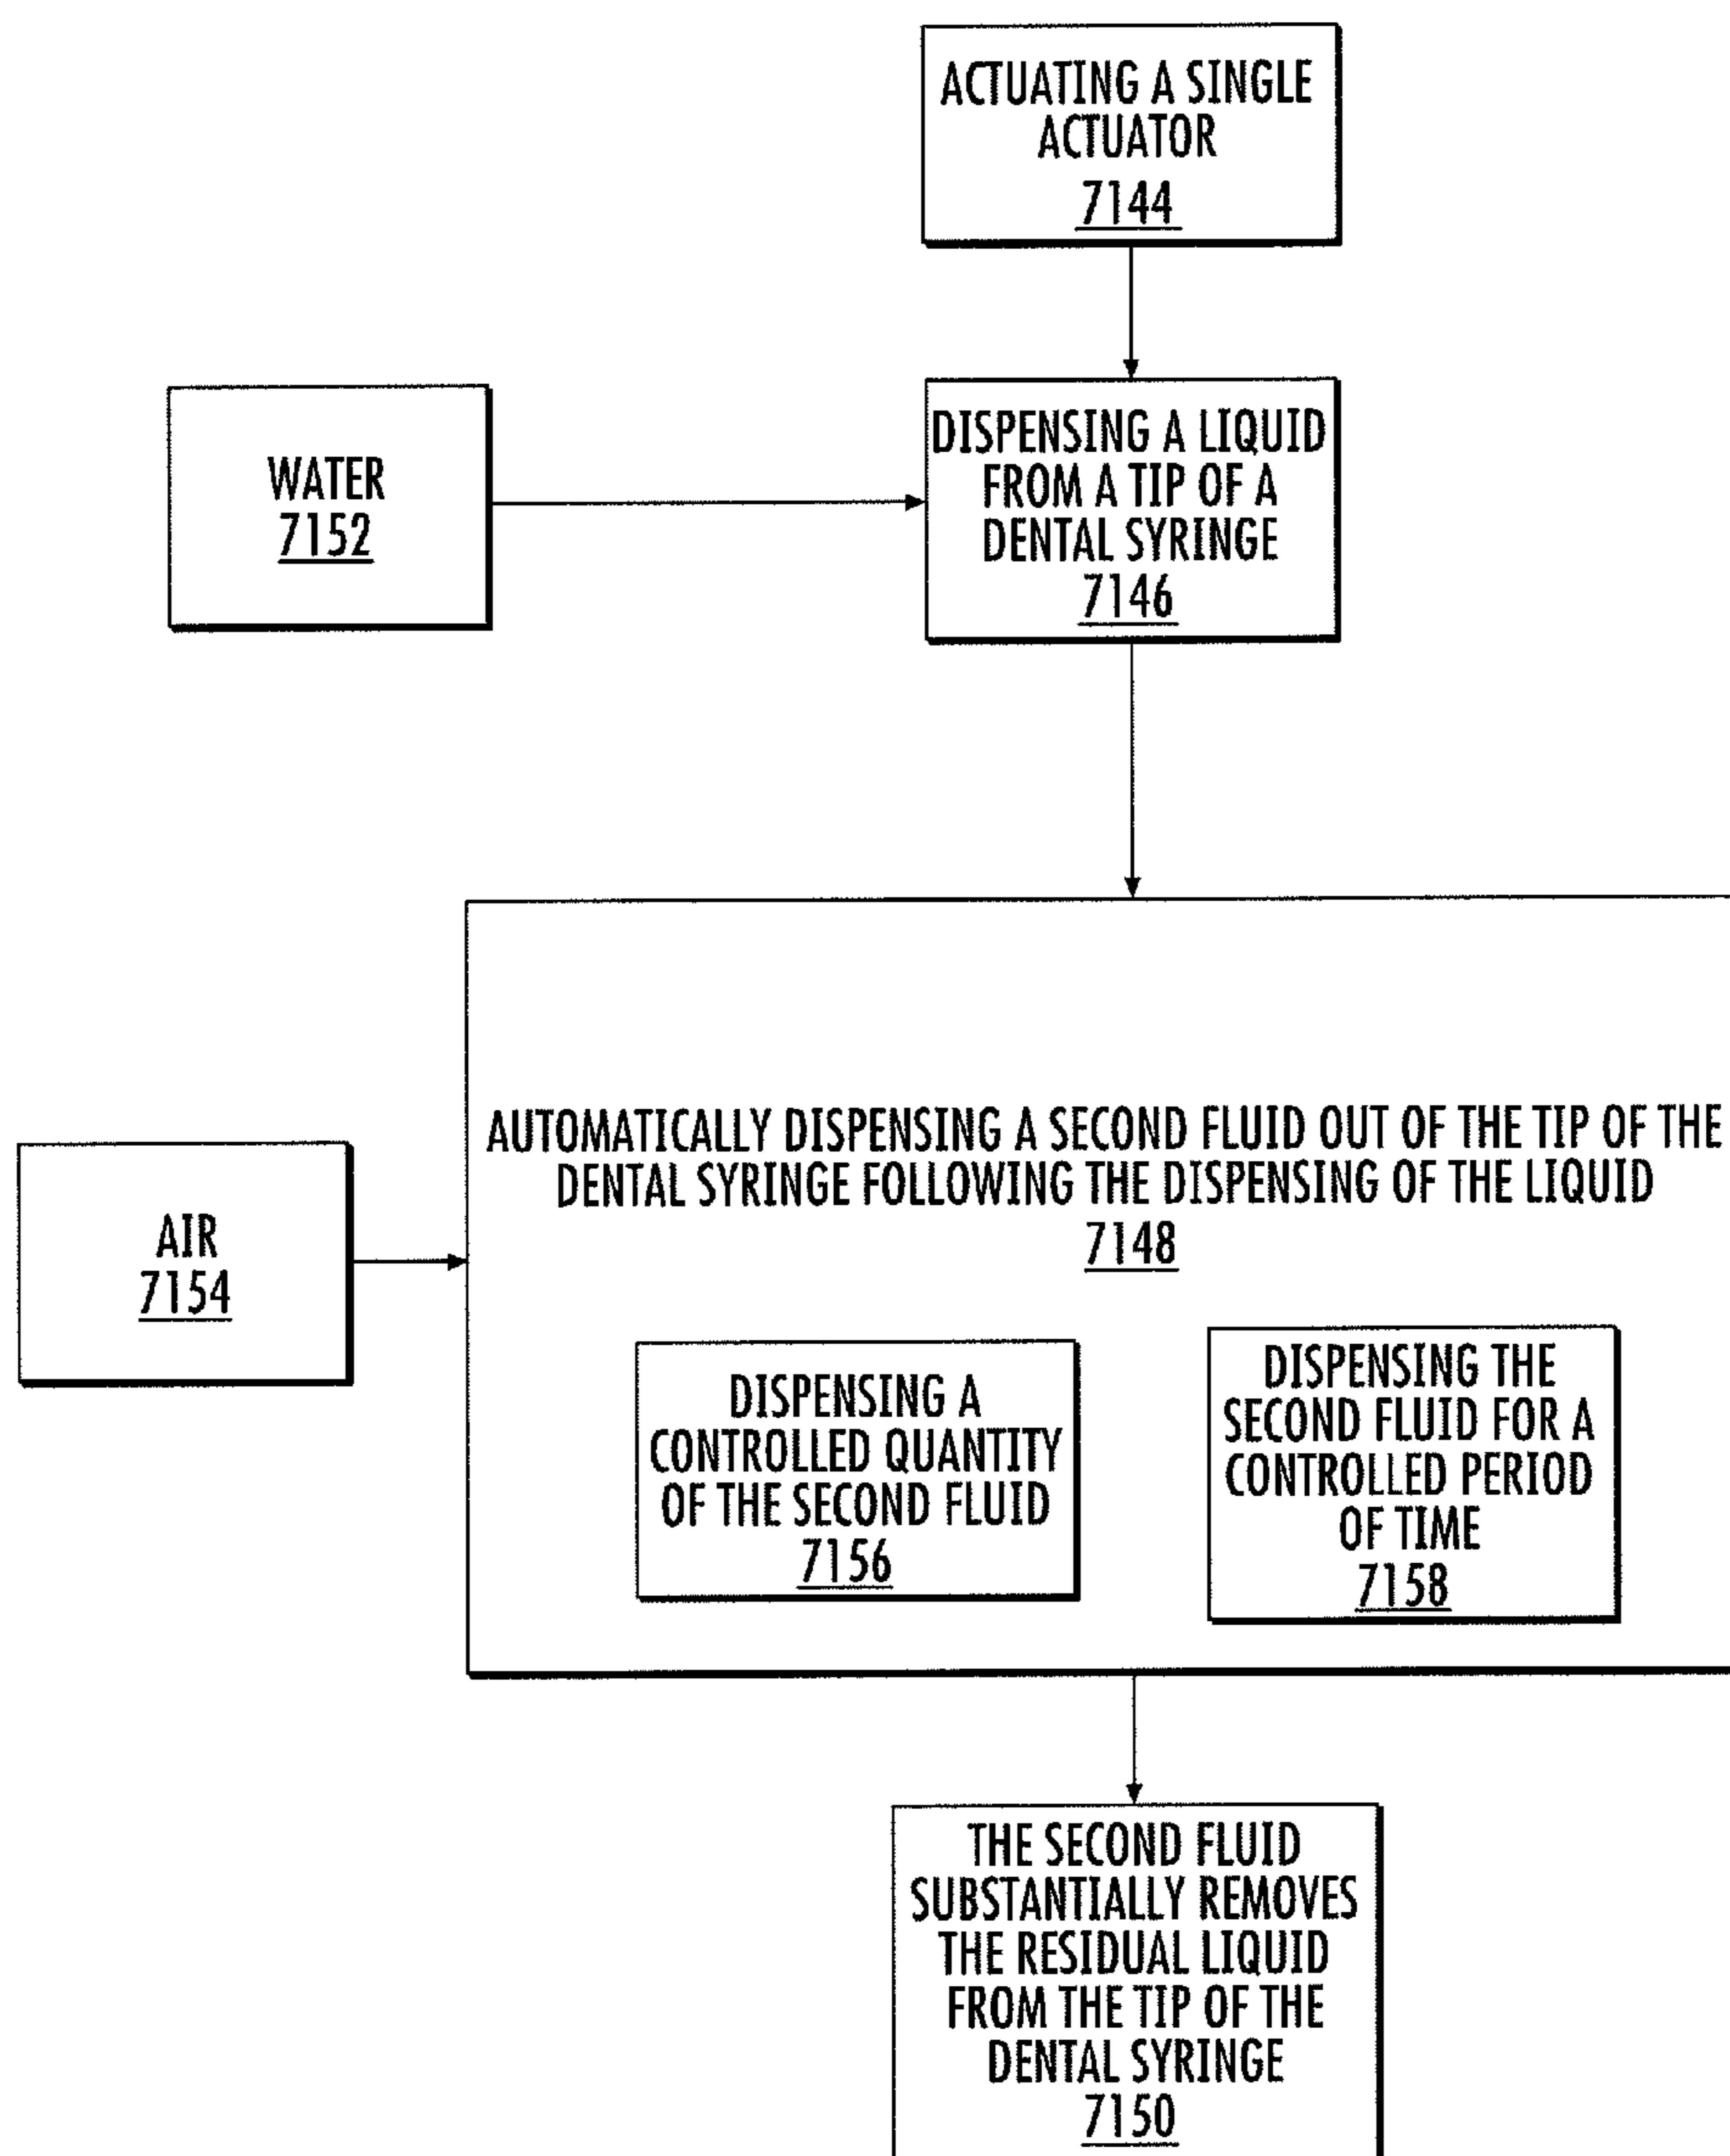 ACTUATING A SINGLE
ACTUATOR
7144
WATER
7152
DISPENSING A LIQUID
FROM A TIP OF A
DENTAL SYRINGE
7146
AUTOMATICALLY DISPENSING A SECOND FLUID OUT OF THE TIP OF THE
DENTAL SYRINGE FOLLOWING THE DISPENSING OF THE LIQUID
7148
AIR
7154
DISPENSING A
CONTROLLED QUANTITY
OF THE SECOND FLUID
7156
DISPENSING THE
SECOND FLUID FOR A
CONTROLLED PERIOD
OF TIME
7158
THE SECOND FLUID
SUBSTANTIALLY REMOVES
THE RESIDUAL LIQUID
FROM THE TIP OF THE
DENTAL SYRINGE
7150